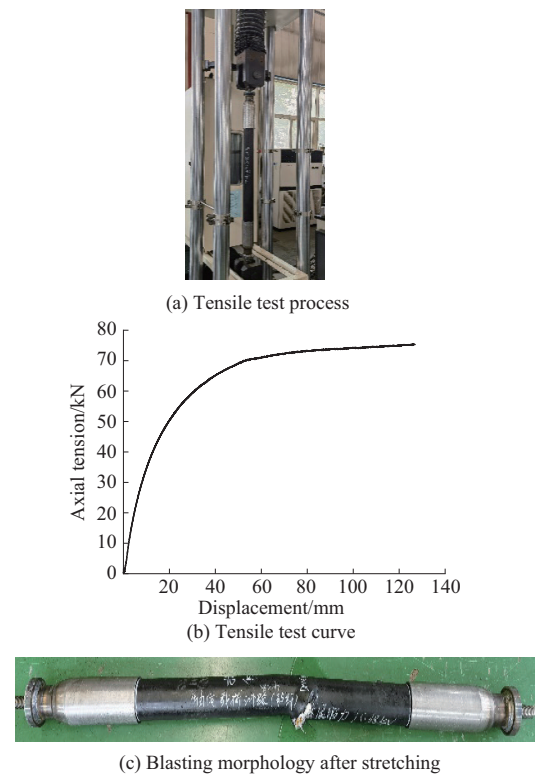 (a) Tensile test process
80
70
60
50
40
30
20
10
0
20 40 60 80 100 120 140
Axial tension/kN
Displacement/mm
(b) Tensile test curve
(c) Blasting morphology after stretching